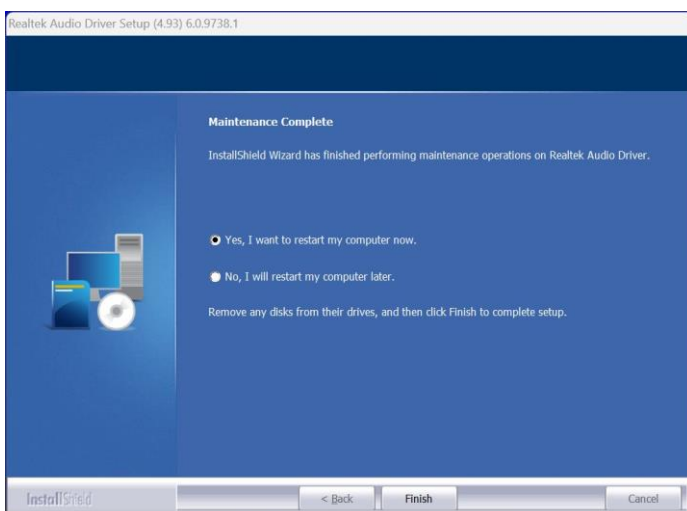 Realtek Audio Driver Setup (4.93) 6.0.9738.1
Maintenance Complete
InstallShield Wizard has finished performing maintenance operations on Realtek Audio Driver.
Yes, I want to restart my computer now.
No, I will restart my computer later.
Remove any disks from their drives, and then click Finish to complete setup.
InstallShield
< Back
Finish
Cancel